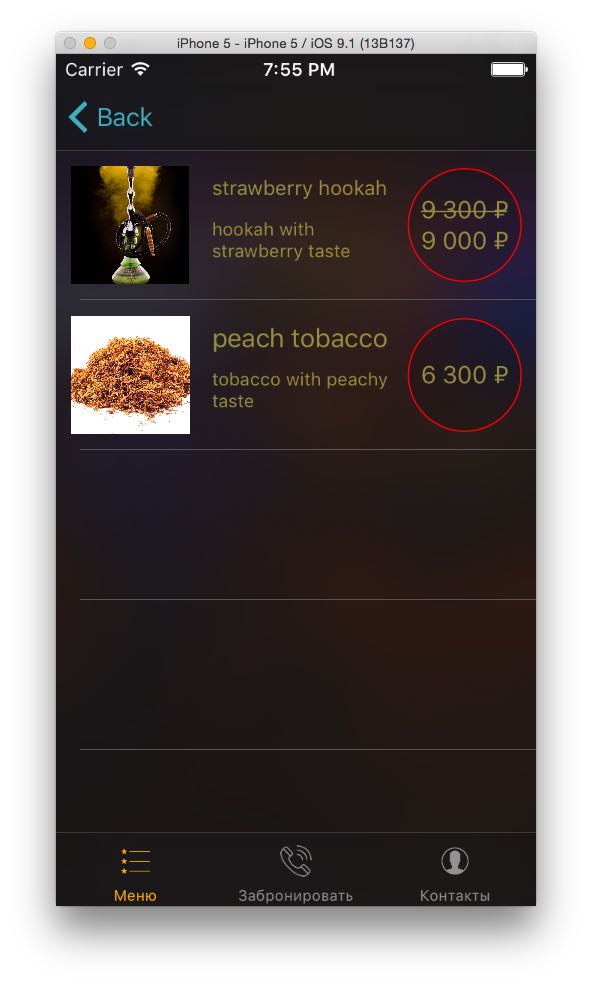 iPhone 5 - iPhone 5 / iOS 9.1 (13B137)
Carrier 7:55 PM
Back
strawberry hookah
hookah with
strawberry taste
9 300 ₽
9 000 ₽
peach tobacco
tobacco with peachy
taste
6 300 ₽
Меню Забронировать Контакты